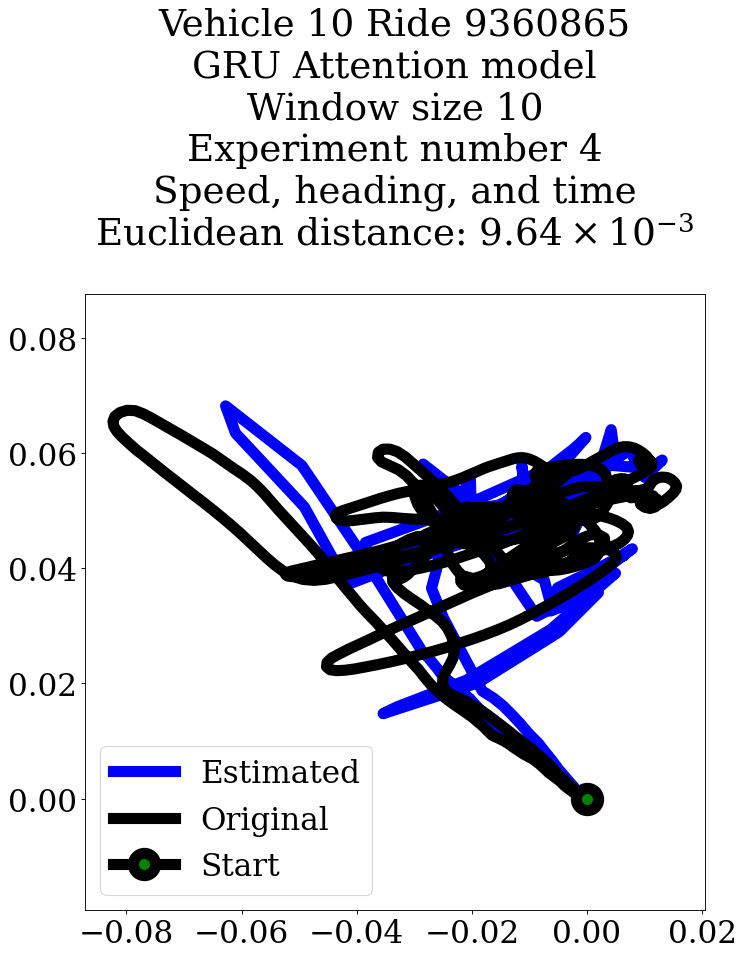 Vehicle 10 Ride 9360865
GRU Attention model
Window size 10
Experiment number 4
Speed, heading, and time
Euclidean distance: 9.64 × 10⁻³
0.08
0.06
0.04
0.02
0.00
Estimated
Original
Start
−0.08 −0.06 −0.04 −0.02 0.00 0.02